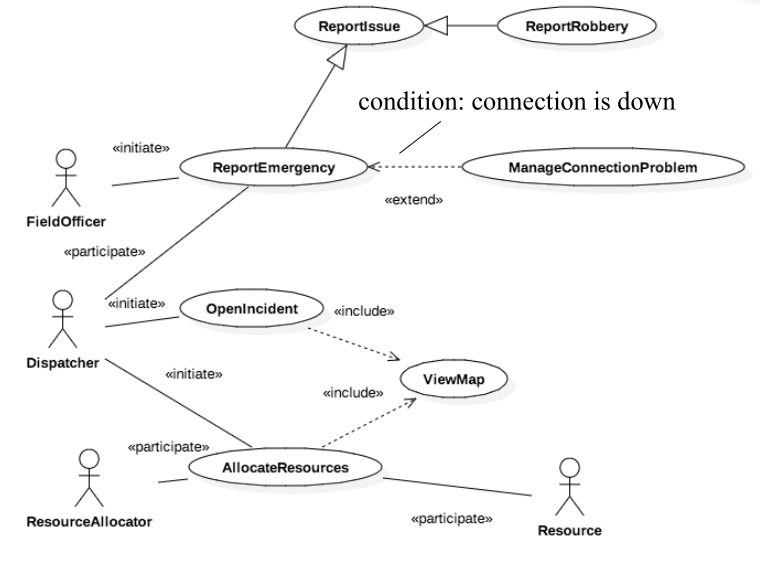 ReportIssue
ReportRobbery
condition: connection is down
«initiate»
ReportEmergency
ManageConnectionProblem
«extend»
FieldOfficer
«participate»
«initiate»
OpenIncident
«include»
Dispatcher
«initiate»
ViewMap
«include»
«participate»
AllocateResources
ResourceAllocator
«participate»
Resource